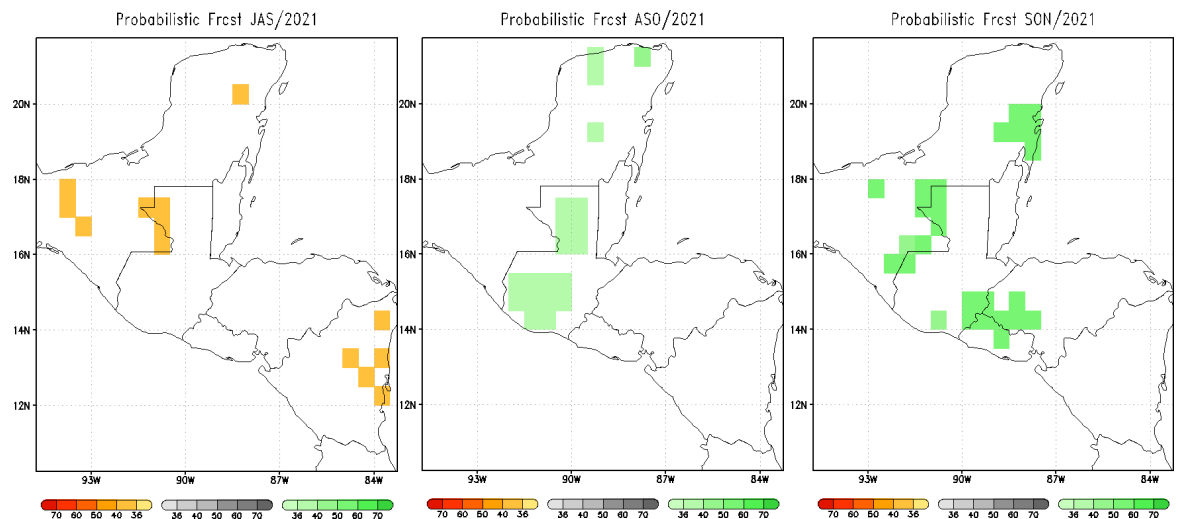 Probabilistic Frcst JAS/2021
20N
18N
16N
14N
12N
93W 90W 87W 84W
70 60 50 40 36 36 40 50 60 70 36 40 50 60 70
Probabilistic Frcst ASO/2021
20N
18N
16N
14N
12N
93W 90W 87W 84W
70 60 50 40 36 36 40 50 60 70 36 40 50 60 70
Probabilistic Frcst SON/2021
20N
18N
16N
14N
12N
93W 90W 87W 84W
70 60 50 40 36 36 40 50 60 70 36 40 50 60 70